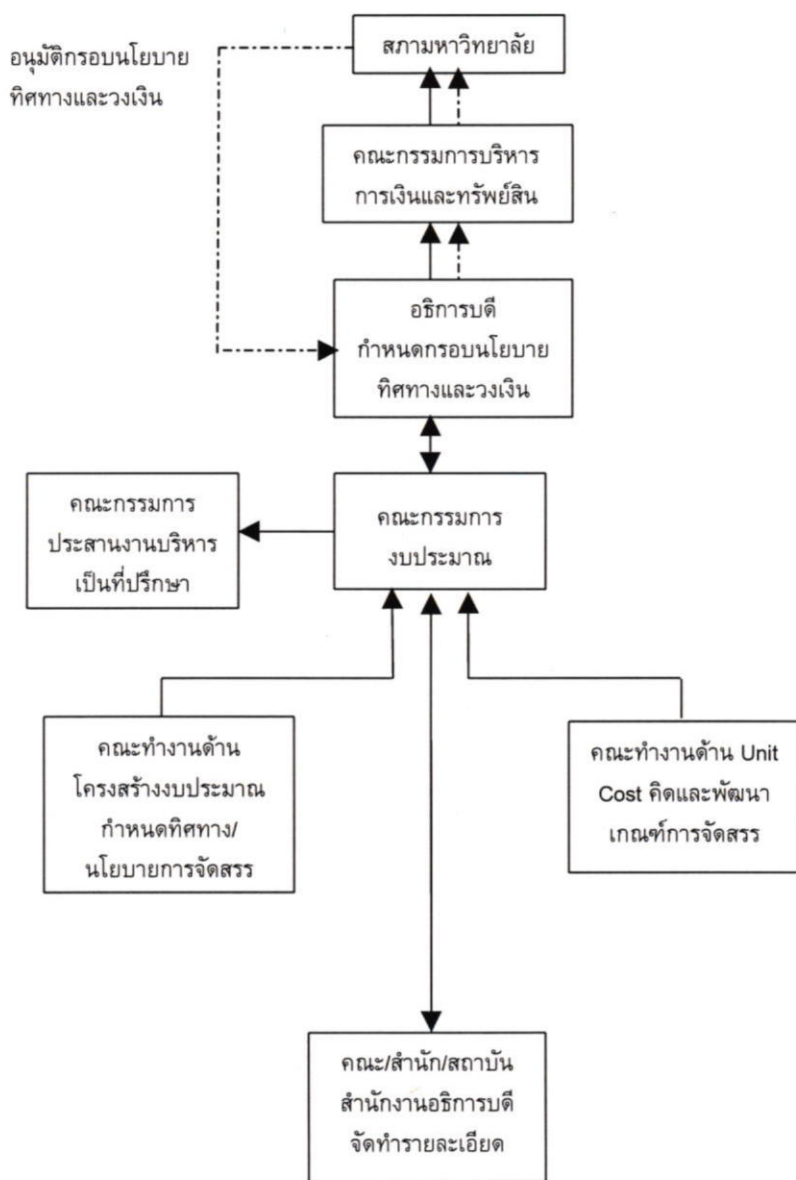 อนุมัติกรอบนโยบาย
ทิศทางและวงเงิน
สภามหาวิทยาลัย
คณะกรรมการบริหาร
การเงินและทรัพย์สิน
อธิการบดี
กำหนดกรอบนโยบาย
ทิศทางและวงเงิน
คณะกรรมการ
ประสานงานบริหาร
เป็นที่ปรึกษา
คณะกรรมการ
งบประมาณ
คณะทำงานด้าน
โครงสร้างงบประมาณ
กำหนดทิศทาง/
นโยบายการจัดสรร
คณะทำงานด้าน Unit
Cost คิดและพัฒนา
เกณฑ์การจัดสรร
คณะ/สำนัก/สถาบัน
สำนักงานอธิการบดี
จัดทำรายละเอียด